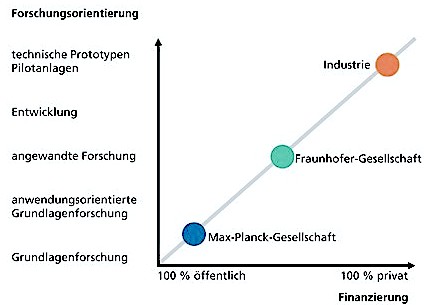 Forschungsorientierung
technische Prototypen
Pilotanlagen
Industrie
Entwicklung
angewandte Forschung
Fraunhofer-Gesellschaft
anwendungsorientierte
Grundlagenforschung
Max-Planck-Gesellschaft
Grundlagenforschung
100 % öffentlich
100 % privat
Finanzierung